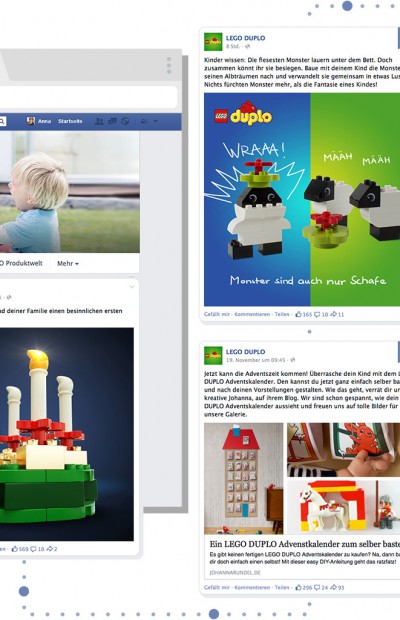 Anna Startseite
O Produktwelt Mehr
d deiner Familie einen besinnlichen ersten
en · 569 18 2
LEGO DUPLO
8 Std. ·
Kinder wissen: Die fiesesten Monster lauern unter dem Bett. Doch
zusammen könnt ihr sie besiegen. Baue mit deinem Kind die Monste
seinen Albträumen nach und verwandelt sie gemeinsam in etwas Lus
Nichts fürchten Monster mehr, als die Fantasie eines Kindes!
LEGO duplo
WRAAA!
MÄÄH
MÄÄH
Monster sind auch nur Schafe
Gefällt mir · Kommentieren · Teilen · 165 10 11
LEGO DUPLO
19. November um 09:45 ·
Jetzt kann die Adventszeit kommen! Überrasche dein Kind mit dem L
DUPLO Adventskalender. Den kannst du jetzt ganz einfach selber ba
und nach deinen Vorstellungen gestalten. Wie das geht, verrät dir ur
kreative Johanna, auf ihrem Blog. Wir sind schon gespannt, wie dein
DUPLO Adventskalender aussieht und freuen uns auf tolle Bilder für
unsere Galerie.
Ein LEGO DUPLO Advenstkalender zum selber baste
Es gibt keinen fertigen LEGO DUPLO Adventskalender zu kaufen? Na, dann ba
dir doch einfach einen selbst! Mit dieser easy DIY-Anleitung geht das ratzfatz!
JOHANNARUNDEL.DE
Gefällt mir · Kommentieren · Teilen · 296 24 93